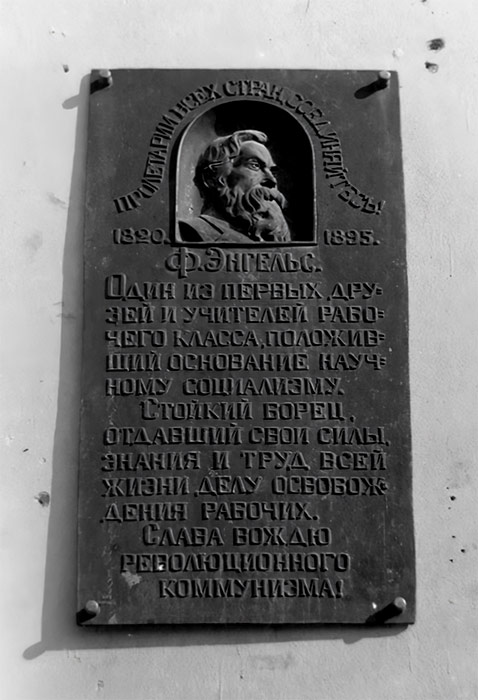 ПРОЛЕТАРИИ ВСЕХ СТРАН, СОЕДИНЯЙТЕСЬ!
1820. 1895.
Ф. ЭНГЕЛЬС.
ОДИН ИЗ ПЕРВЫХ ДРУ=
ЗЕЙ И УЧИТЕЛЕЙ РАБО=
ЧЕГО КЛАССА, ПОЛОЖИВ=
ШИЙ ОСНОВАНИЕ НАУЧ=
НОМУ СОЦИАЛИЗМУ.
СТОЙКИЙ БОРЕЦ,
ОТДАВШИЙ СВОИ СИЛЫ,
ЗНАНИЯ И ТРУД ВСЕЙ
ЖИЗНИ ДЕЛУ ОСВОБОЖ=
ДЕНИЯ РАБОЧИХ.
СЛАВА ВОЖДЮ
РЕВОЛЮЦИОННОГО
КОММУНИЗМА!